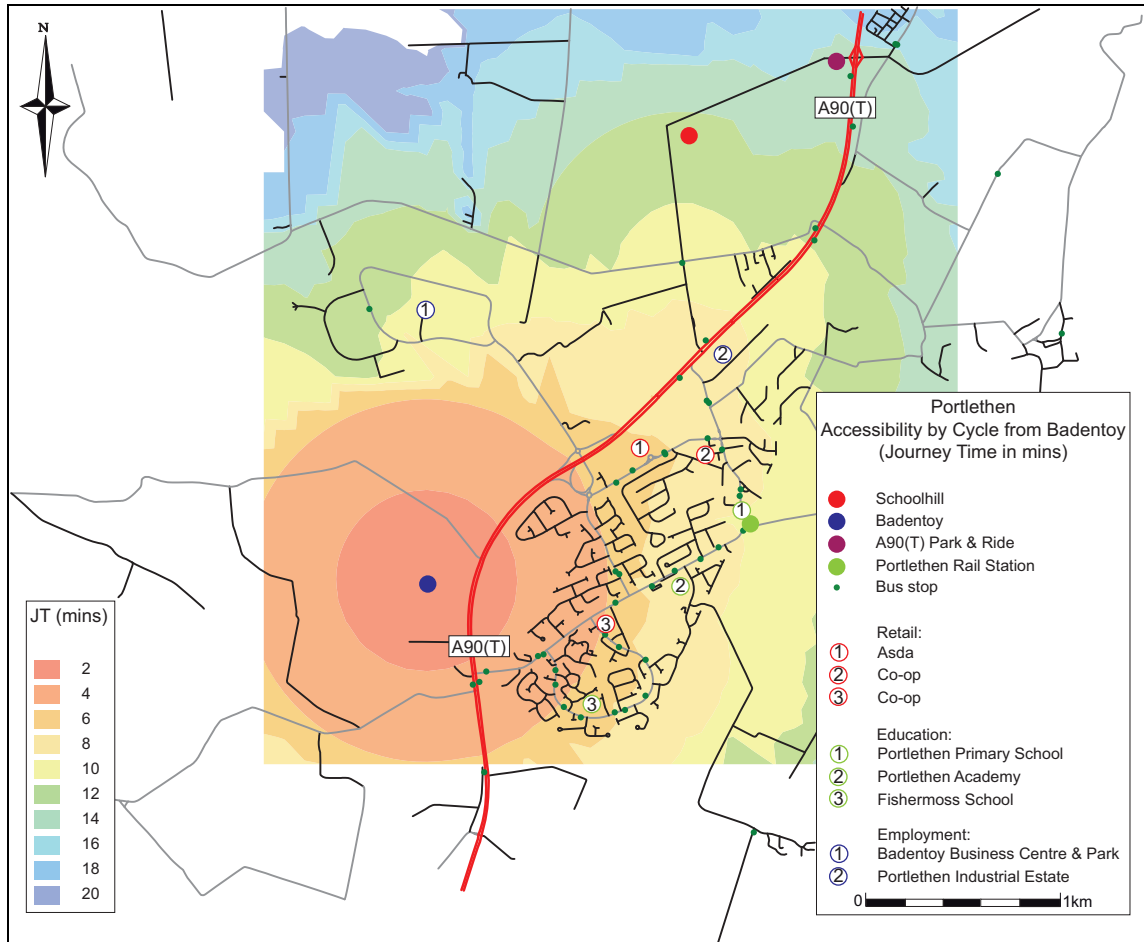 N
A90(T)
1
2
1
2
1
2
3
A90(T)
3
JT (mins)
2
4
6
8
10
12
14
16
18
20
Portlethen
Accessibility by Cycle from Badentoy
(Journey Time in mins)
Schoolhill
Badentoy
A90(T) Park & Ride
Portlethen Rail Station
Bus stop
Retail:
1 Asda
2 Co-op
3 Co-op
Education:
1 Portlethen Primary School
2 Portlethen Academy
3 Fishermoss School
Employment:
1 Badentoy Business Centre & Park
2 Portlethen Industrial Estate
0 1km